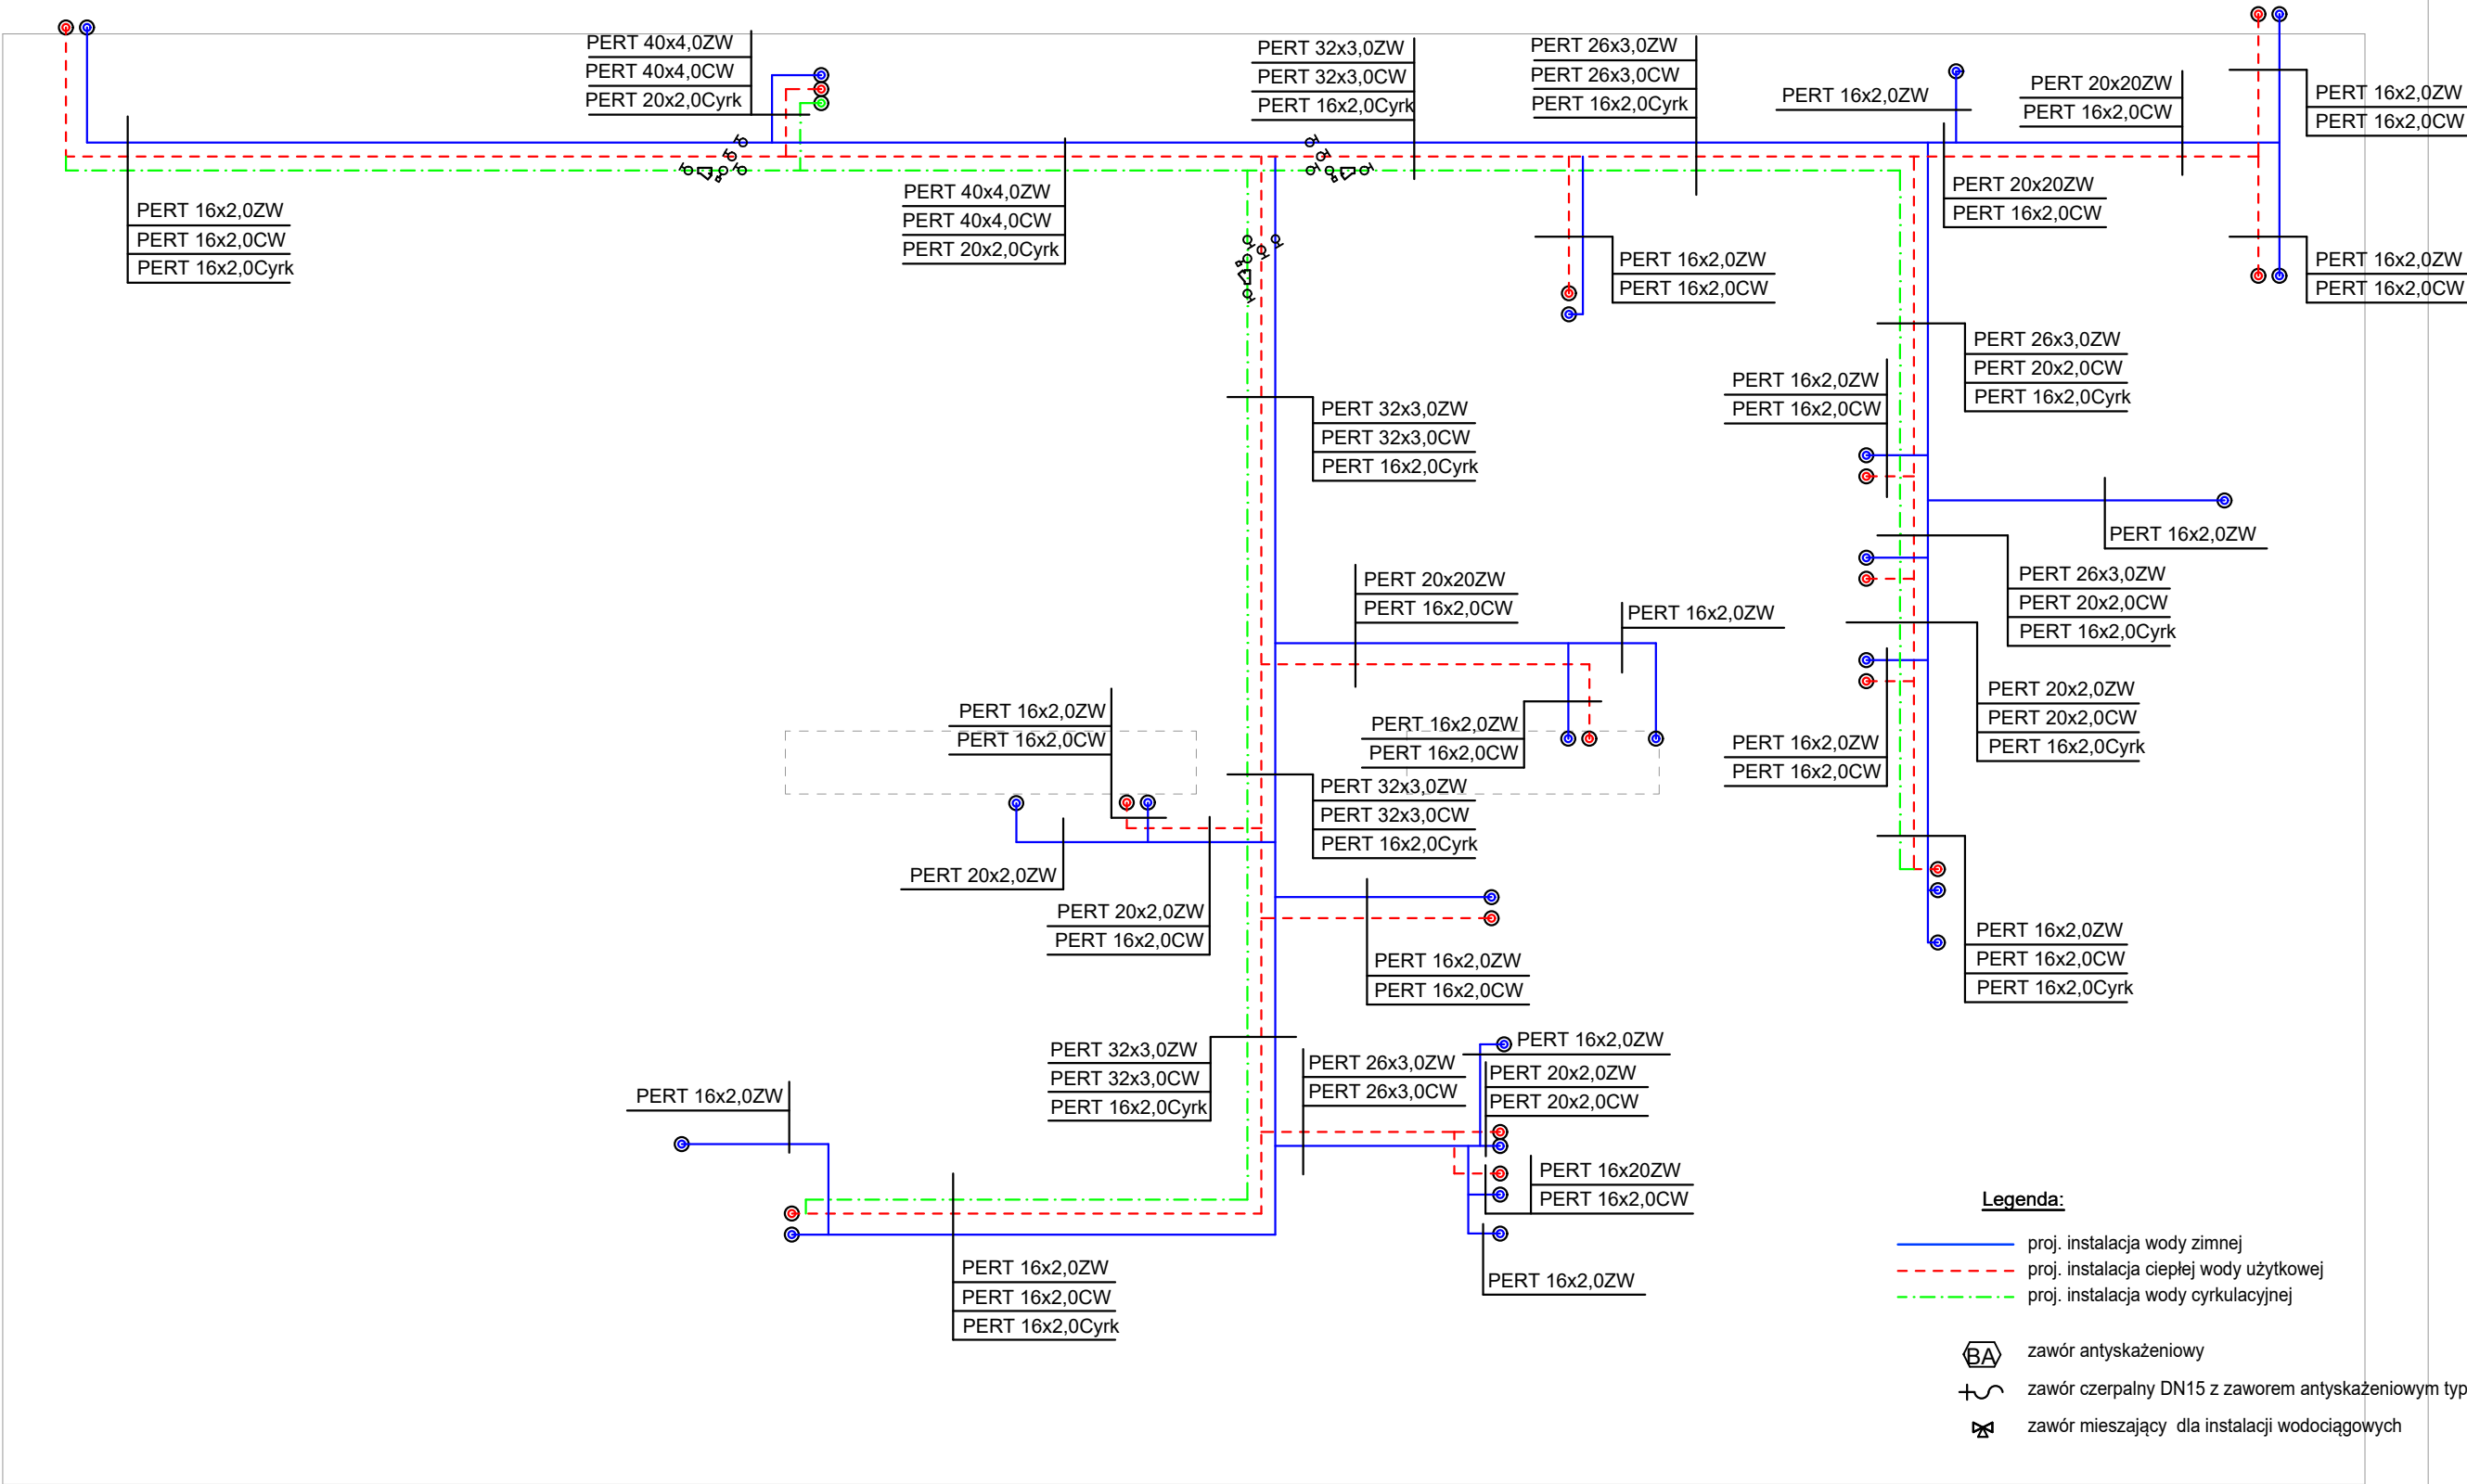 PERT 40x4,0ZW
PERT 40x4,0CW
PERT 20x2,0Cyrk
PERT 32x3,0ZW
PERT 32x3,0CW
PERT 16x2,0Cyrk
PERT 26x3,0ZW
PERT 26x3,0CW
PERT 16x2,0Cyrk
PERT 16x2,0ZW
PERT 20x20ZW
PERT 16x2,0CW
PERT 16x2,0ZW
PERT 16x2,0CW
PERT 16x2,0ZW
PERT 16x2,0CW
PERT 16x2,0Cyrk
PERT 40x4,0ZW
PERT 40x4,0CW
PERT 20x2,0Cyrk
PERT 20x20ZW
PERT 16x2,0CW
PERT 16x2,0ZW
PERT 16x2,0CW
PERT 16x2,0ZW
PERT 16x2,0CW
PERT 26x3,0ZW
PERT 20x2,0CW
PERT 16x2,0Cyrk
PERT 16x2,0ZW
PERT 16x2,0CW
PERT 32x3,0ZW
PERT 32x3,0CW
PERT 16x2,0Cyrk
PERT 16x2,0ZW
PERT 20x20ZW
PERT 16x2,0CW
PERT 16x2,0ZW
PERT 26x3,0ZW
PERT 20x2,0CW
PERT 16x2,0Cyrk
PERT 16x2,0ZW
PERT 16x2,0CW
PERT 16x2,0ZW
PERT 16x2,0CW
PERT 20x2,0ZW
PERT 20x2,0CW
PERT 16x2,0Cyrk
PERT 16x2,0ZW
PERT 16x2,0CW
PERT 32x3,0ZW
PERT 32x3,0CW
PERT 16x2,0Cyrk
PERT 20x2,0ZW
PERT 20x2,0ZW
PERT 16x2,0CW
PERT 16x2,0ZW
PERT 16x2,0CW
PERT 16x2,0ZW
PERT 16x2,0CW
PERT 16x2,0Cyrk
PERT 32x3,0ZW
PERT 32x3,0CW
PERT 16x2,0Cyrk
PERT 26x3,0ZW
PERT 26x3,0CW
PERT 16x2,0ZW
PERT 20x2,0ZW
PERT 20x2,0CW
PERT 16x2,0ZW
PERT 16x20ZW
PERT 16x2,0CW
PERT 16x2,0ZW
PERT 16x2,0ZW
PERT 16x2,0CW
PERT 16x2,0Cyrk
Legenda:
proj. instalacja wody zimnej
proj. instalacja ciepłej wody użytkowej
proj. instalacja wody cyrkulacyjnej
BA zawór antyskażeniowy
zawór czerpalny DN15 z zaworem antyskażeniowym typ
zawór mieszający dla instalacji wodociągowych